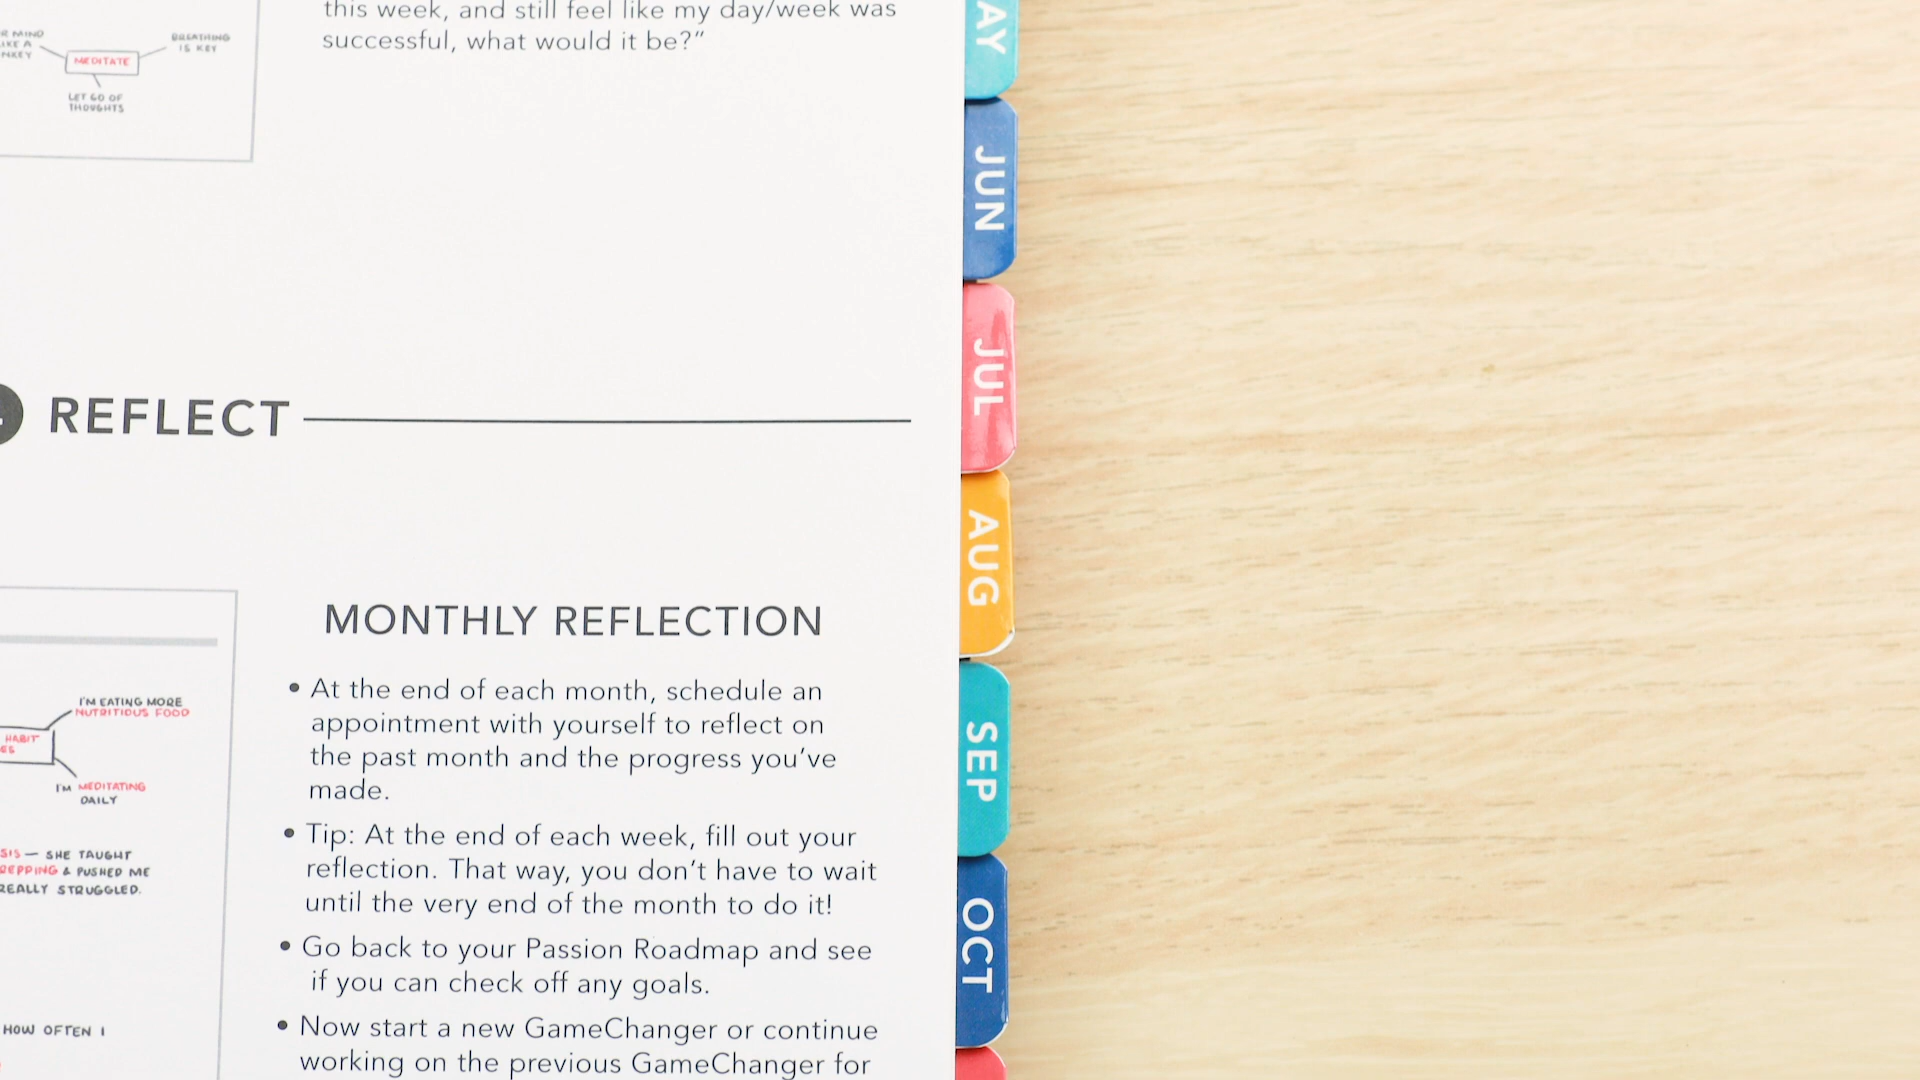 this week, and still feel like my day/week was
successful, what would it be?"
MIND
LIKE A
BREATHING
IS KEY
MEDITATE
LET GO OF
THOUGHTS
REFLECT
MONTHLY REFLECTION
• At the end of each month, schedule an
appointment with yourself to reflect on
the past month and the progress you've
made.
• Tip: At the end of each week, fill out your
reflection. That way, you don't have to wait
until the very end of the month to do it!
• Go back to your Passion Roadmap and see
if you can check off any goals.
• Now start a new GameChanger or continue
working on the previous GameChanger for
I'M EATING MORE
NUTRITIOUS FOOD
HABIT
I'M MEDITATING
DAILY
— SHE TAUGHT
& PUSHED ME
REALLY STRUGGLED.
HOW OFTEN I
AY
JUN
JUL
AUG
SEP
OCT